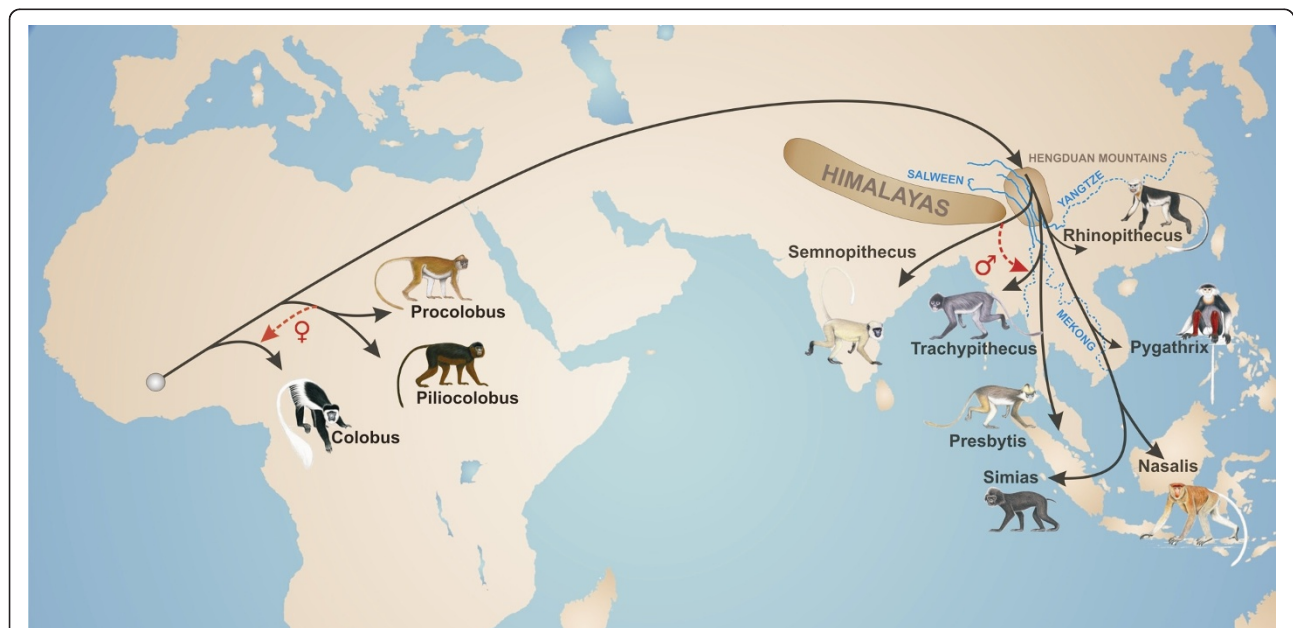 HENGDUAN MOUNTAINS
HIMALAYAS
SALWEEN
YANGTZE
Rhinopithecus
Semnopithecus
♂
Procolobus
♀
Trachypithecus
MEKONG
Pygathrix
Piliocolobus
Colobus
Presbytis
Simias
Nasalis